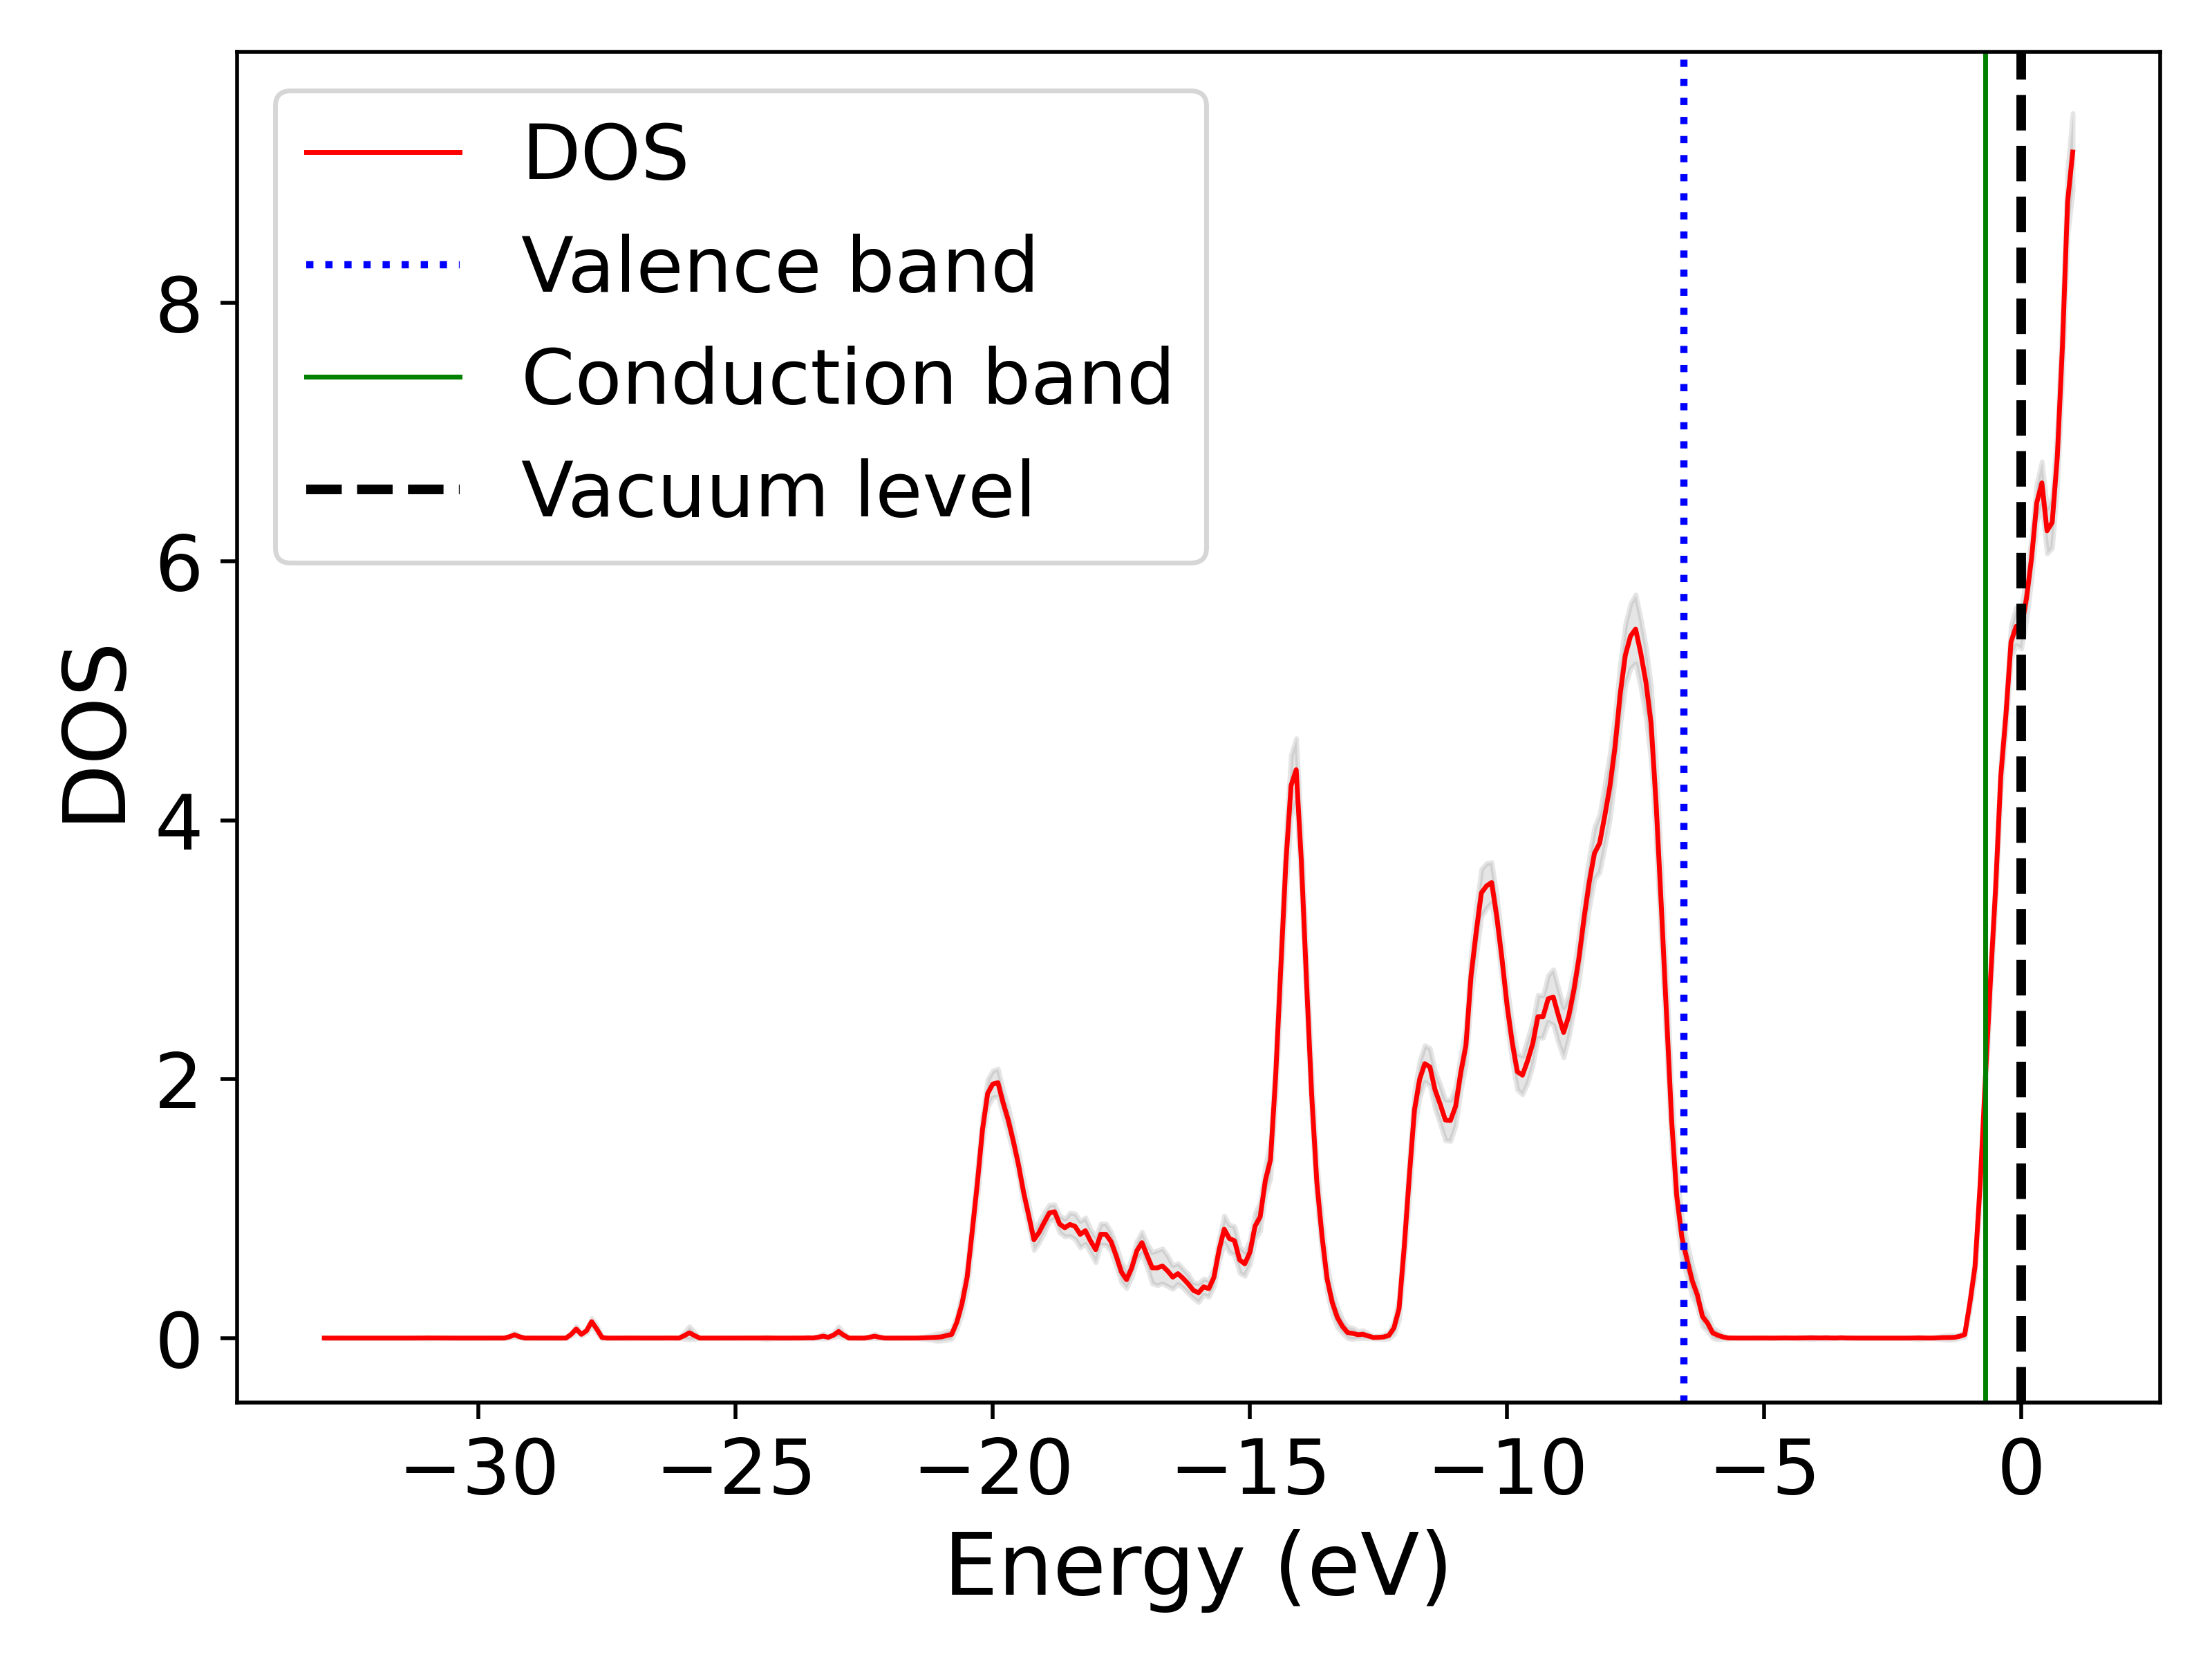 DOS
Valence band
Conduction band
Vacuum level
8
6
4
2
0
DOS
−30 −25 −20 −15 −10 −5 0
Energy (eV)